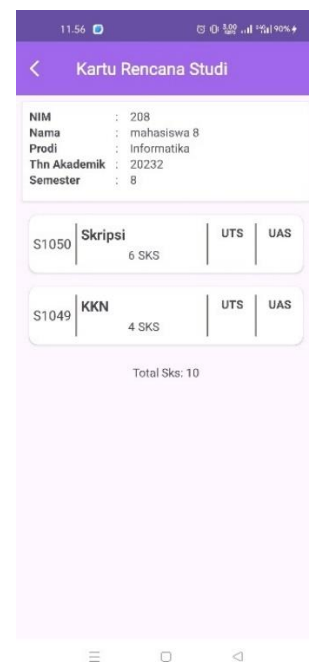 11.56
90%
Kartu Rencana Studi
NIM : 208
Nama : mahasiswa 8
Prodi : Informatika
Thn Akademik : 20232
Semester : 8
S1050 Skripsi UTS UAS
6 SKS
S1049 KKN UTS UAS
4 SKS
Total Sks: 10